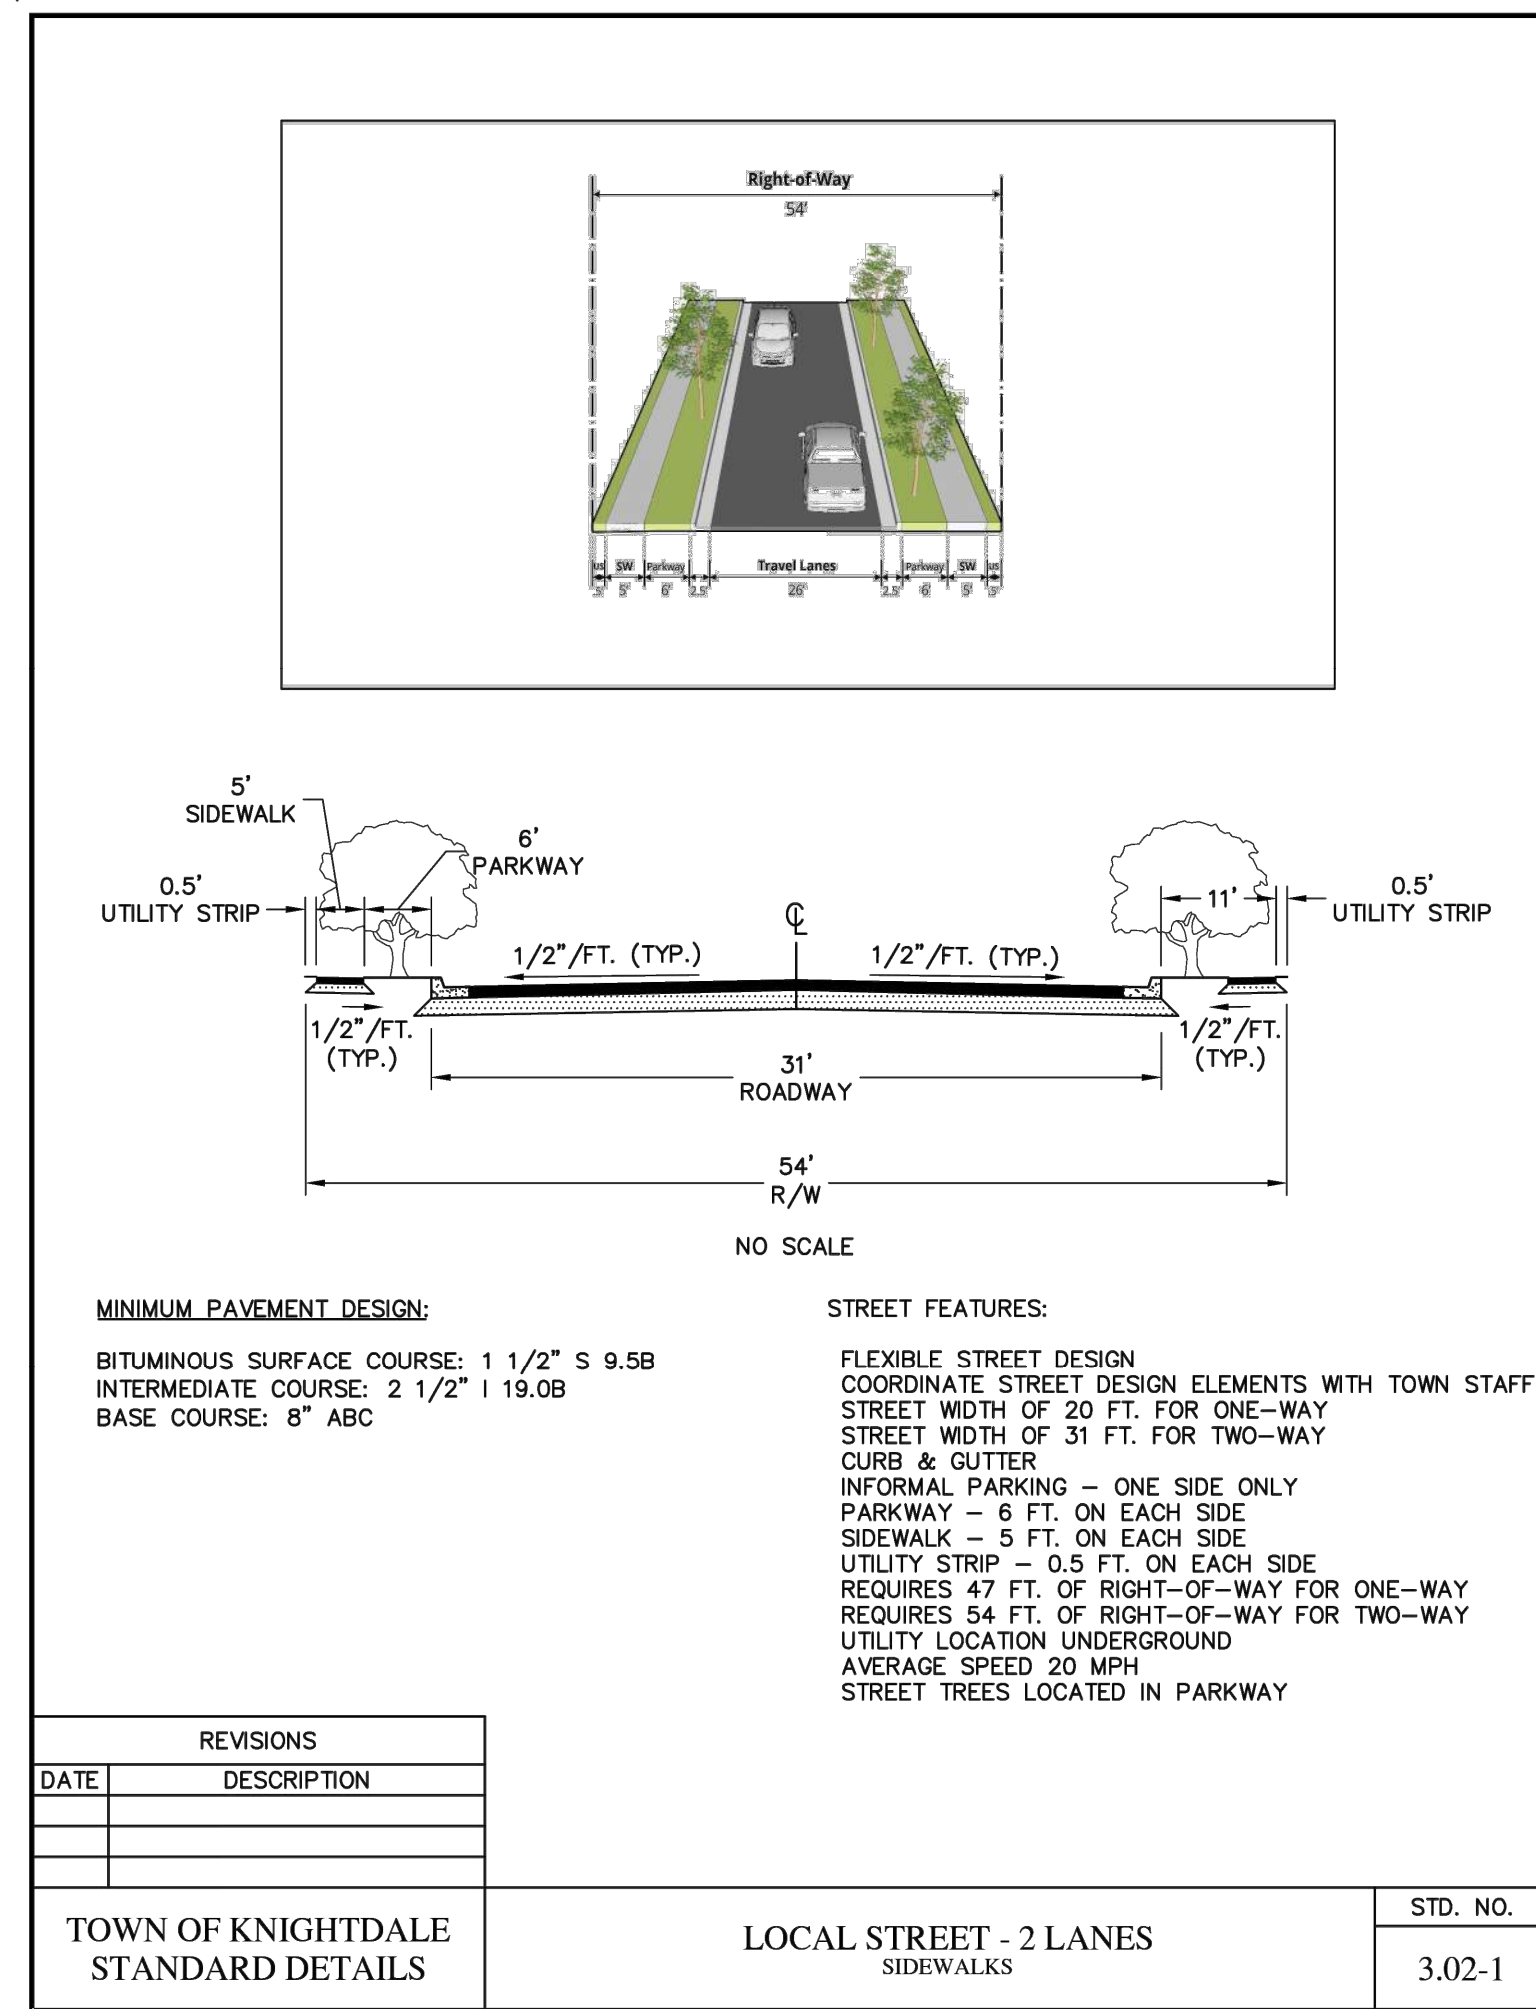 Right-of-Way
54'
US SW Parkway Travel Lanes Parkway SW US
.5' 5' 6' 2.5' 26' 2.5' 6' 5' .5'
5'
SIDEWALK
6'
PARKWAY
0.5'
UTILITY STRIP
11'
0.5'
UTILITY STRIP
℄
1/2"/FT. (TYP.) 1/2"/FT. (TYP.)
1/2"/FT.
(TYP.)
1/2"/FT.
(TYP.)
31'
ROADWAY
54'
R/W
NO SCALE
MINIMUM PAVEMENT DESIGN:
BITUMINOUS SURFACE COURSE: 1 1/2" S 9.5B
INTERMEDIATE COURSE: 2 1/2" I 19.0B
BASE COURSE: 8" ABC
STREET FEATURES:
FLEXIBLE STREET DESIGN
COORDINATE STREET DESIGN ELEMENTS WITH TOWN STAFF
STREET WIDTH OF 20 FT. FOR ONE-WAY
STREET WIDTH OF 31 FT. FOR TWO-WAY
CURB & GUTTER
INFORMAL PARKING - ONE SIDE ONLY
PARKWAY - 6 FT. ON EACH SIDE
SIDEWALK - 5 FT. ON EACH SIDE
UTILITY STRIP - 0.5 FT. ON EACH SIDE
REQUIRES 47 FT. OF RIGHT-OF-WAY FOR ONE-WAY
REQUIRES 54 FT. OF RIGHT-OF-WAY FOR TWO-WAY
UTILITY LOCATION UNDERGROUND
AVERAGE SPEED 20 MPH
STREET TREES LOCATED IN PARKWAY
REVISIONS
DATE DESCRIPTION
TOWN OF KNIGHTDALE
STANDARD DETAILS
LOCAL STREET - 2 LANES
SIDEWALKS
STD. NO.
3.02-1